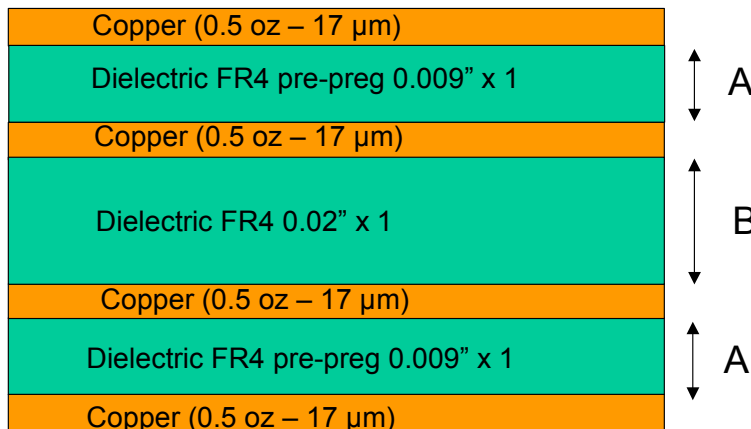 Copper (0.5 oz – 17 µm)
Dielectric FR4 pre-preg 0.009” x 1
A
Copper (0.5 oz – 17 µm)
Dielectric FR4 0.02” x 1
B
Copper (0.5 oz – 17 µm)
Dielectric FR4 pre-preg 0.009” x 1
A
Copper (0.5 oz – 17 µm)